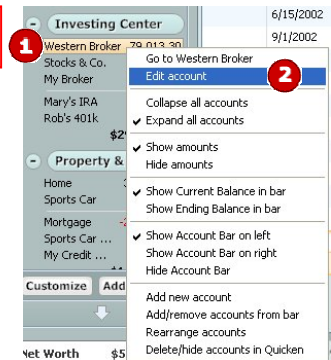 6/15/2002
Investing Center
9/1/2002
1
Western Broker 79,013.30
Stocks & Co.
My Broker
Mary's IRA
Rob's 401k
$29
Property &
Home
Sports Car
Mortgage -2
Sports Car ...
My Credit ...
Customize Add
Net Worth $5
Go to Western Broker
Edit account
2
Collapse all accounts
✓ Expand all accounts
✓ Show amounts
Hide amounts
✓ Show Current Balance in bar
Show Ending Balance in bar
✓ Show Account Bar on left
Show Account Bar on right
Hide Account Bar
Add new account
Add/remove accounts from bar
Rearrange accounts
Delete/hide accounts in Quicken